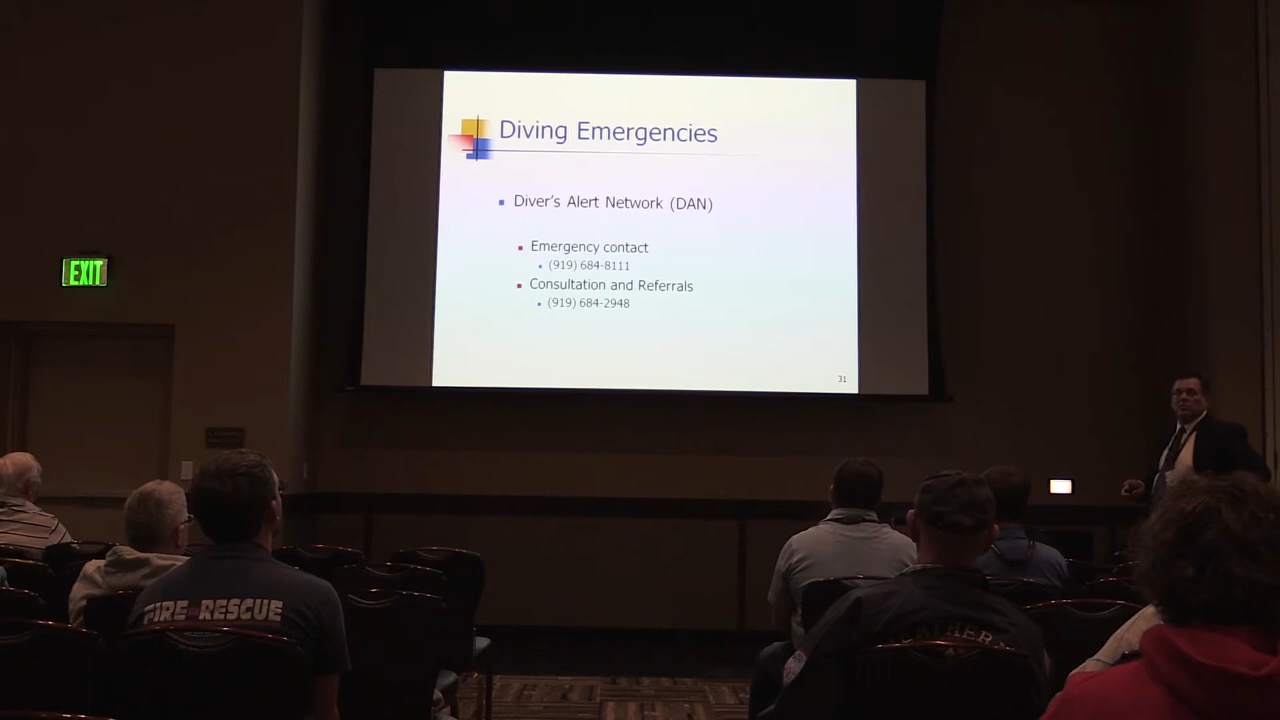 Diving Emergencies
Diver's Alert Network (DAN)
Emergency contact
(919) 684-8111
Consultation and Referrals
(919) 684-2948
31
EXIT
FIRE RESCUE